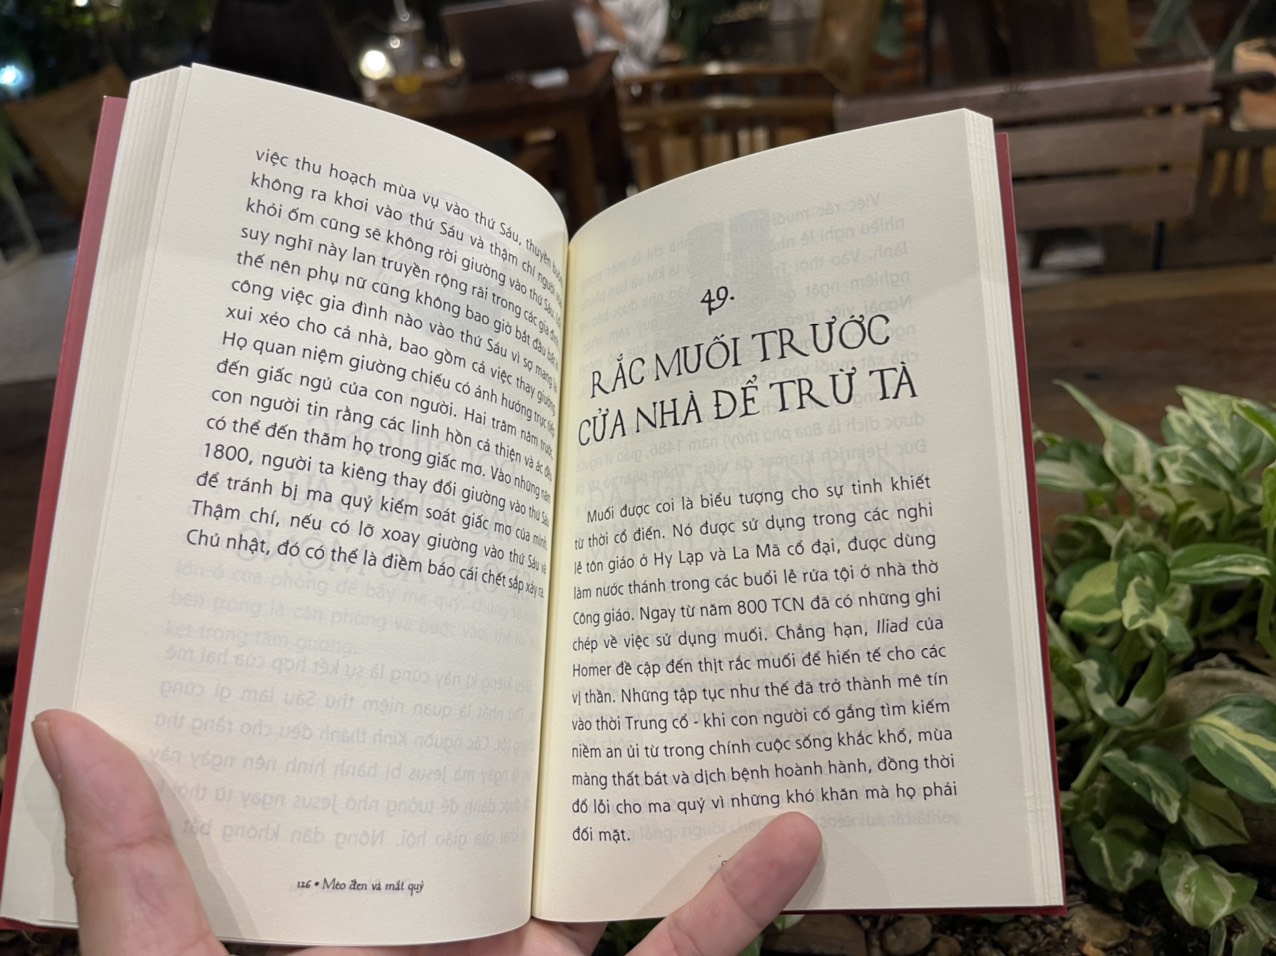 việc thu hoạch mùa vụ vào thứ Sáu, thuyền buồm
không ra khơi vào thứ Sáu và thậm chí người vừa
khỏi ốm cũng sẽ không rời giường vào thứ Sáu. Lối
suy nghĩ này lan truyền rộng rãi trong các gia đình,
thế nên phụ nữ cũng không bao giờ bắt đầu bất kì
công việc gia đình nào vào thứ Sáu vì sợ mang lại
xui xẻo cho cả nhà, bao gồm cả việc thay giường.
Họ quan niệm giường chiếu có ảnh hưởng trực tiếp
đến giấc ngủ của con người. Hai trăm năm trước,
con người tin rằng các linh hồn cả thiện và ác đều
có thể đến thăm họ trong giấc mơ. Vào những năm
1800, người ta kiêng thay đổi giường vào thứ Sáu
để tránh bị ma quỷ kiểm soát giấc mơ của mình.
Thậm chí, nếu có lỡ xoay giường vào thứ Sáu và
Chủ nhật, đó có thể là điềm báo cái chết sắp xảy ra.
126 • Mèo đen và mắt quỷ
49.
RẮC MUỐI TRƯỚC
CỬA NHÀ ĐỂ TRỪ TÀ
Muối được coi là biểu tượng cho sự tinh khiết
từ thời cổ điển. Nó được sử dụng trong các nghi
lễ tôn giáo ở Hy Lạp và La Mã cổ đại, được dùng
làm nước thánh trong các buổi lễ rửa tội ở nhà thờ
Công giáo. Ngay từ năm 800 TCN đã có những ghi
chép về việc sử dụng muối. Chẳng hạn, Iliad của
Homer đề cập đến thịt rắc muối để hiến tế cho các
vị thần. Những tập tục như thế đã trở thành mê tín
vào thời Trung cổ - khi con người cố gắng tìm kiếm
niềm an ủi từ trong chính cuộc sống khắc khổ, mùa
màng thất bát và dịch bệnh hoành hành, đồng thời
đổ lỗi cho ma quỷ vì những khó khăn mà họ phải
đối mặt.